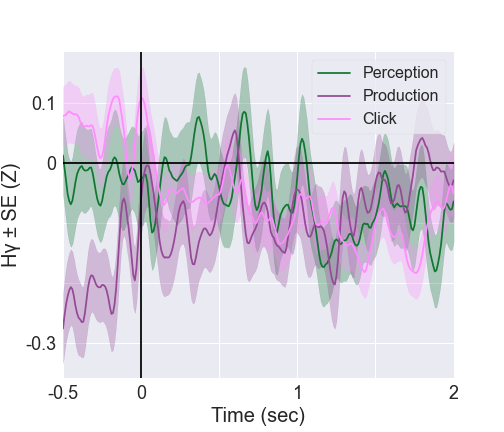 Perception
Production
Click
0.1
0
-0.3
Hγ ± SE (Z)
-0.5
0
1
2
Time (sec)